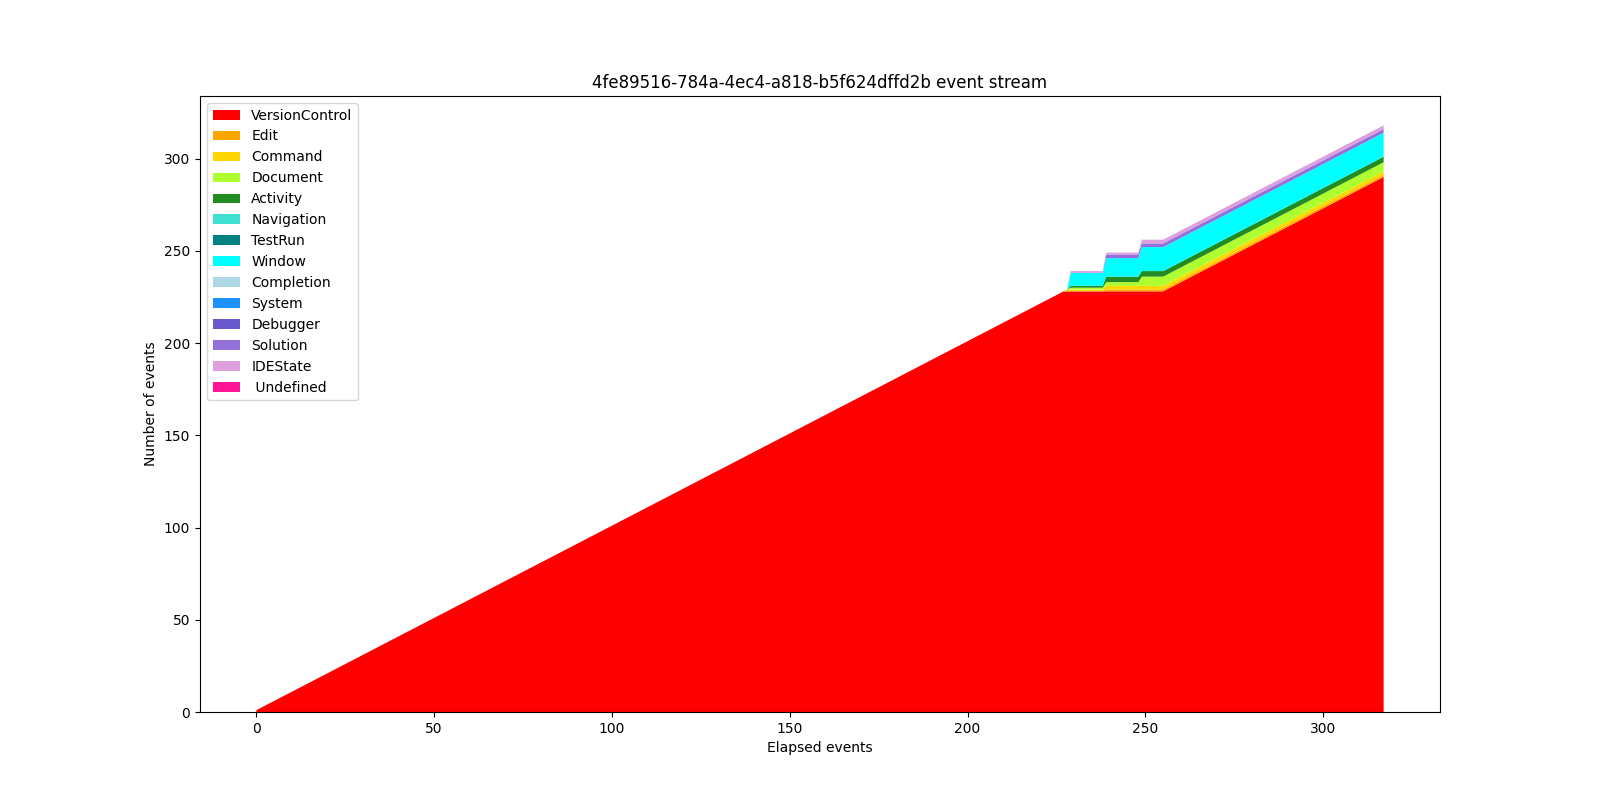 4fe89516-784a-4ec4-a818-b5f624dffd2b event stream
VersionControl
Edit
Command
Document
Activity
Navigation
TestRun
Window
Completion
System
Debugger
Solution
IDEState
Undefined
Number of events
300
250
200
150
100
50
0
0 50 100 150 200 250 300
Elapsed events